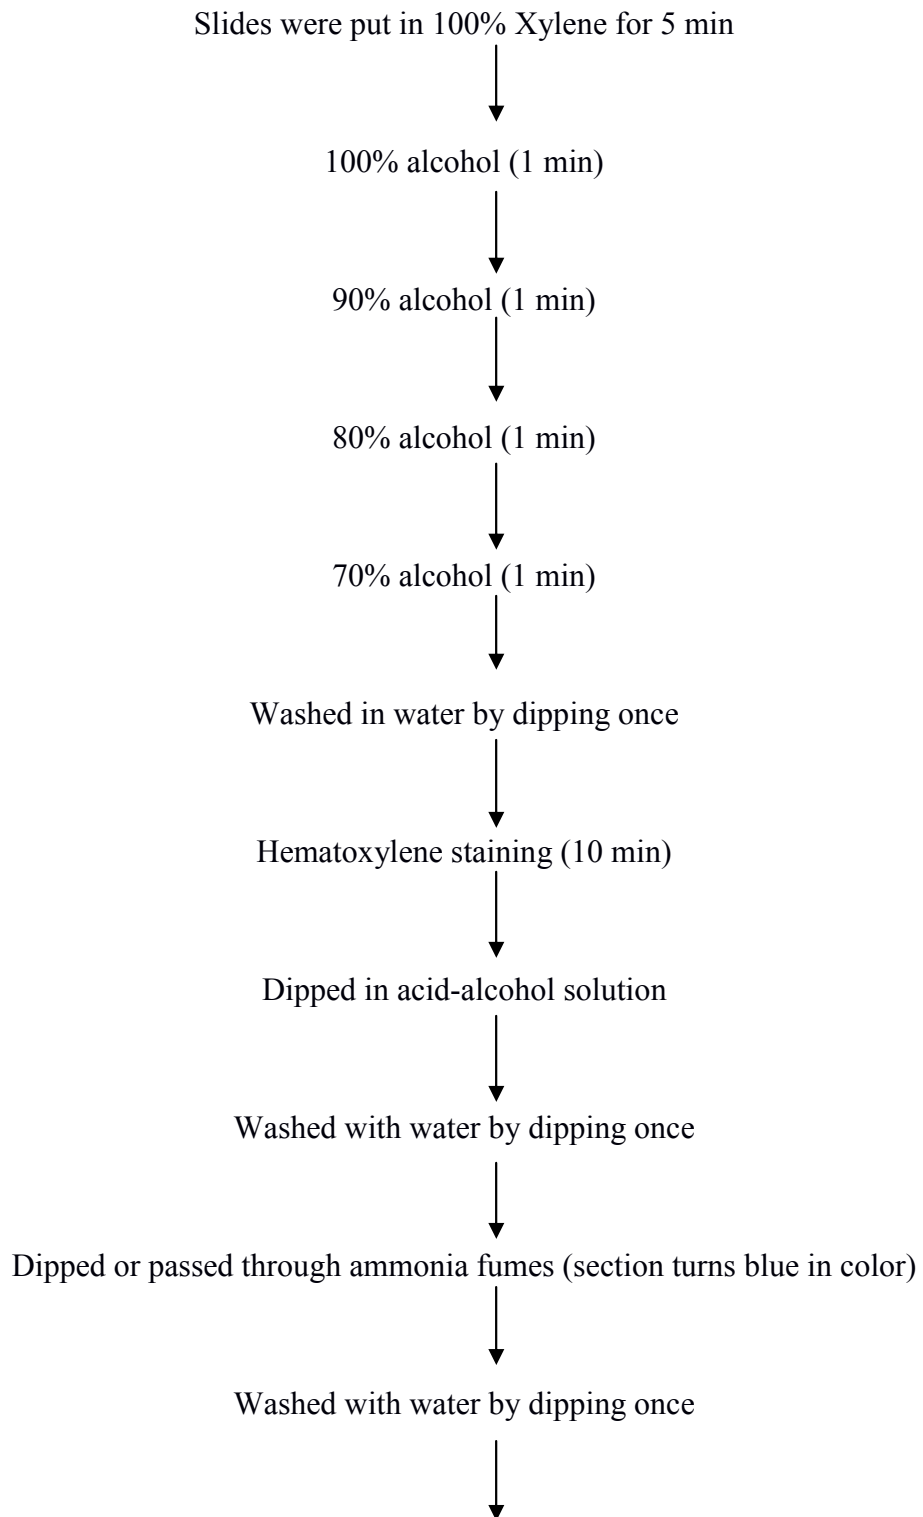 Slides were put in 100% Xylene for 5 min
100% alcohol (1 min)
90% alcohol (1 min)
80% alcohol (1 min)
70% alcohol (1 min)
Washed in water by dipping once
Hematoxylene staining (10 min)
Dipped in acid-alcohol solution
Washed with water by dipping once
Dipped or passed through ammonia fumes (section turns blue in color)
Washed with water by dipping once